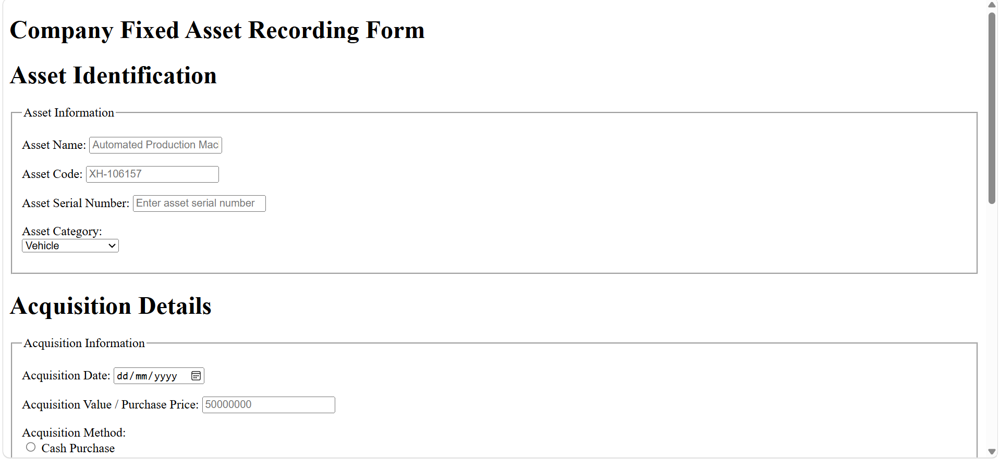 Company Fixed Asset Recording Form
Asset Identification
Asset Information
Asset Name: Automated Production Mac
Asset Code: XH-106157
Asset Serial Number: Enter asset serial number
Asset Category:
Vehicle
Acquisition Details
Acquisition Information
Acquisition Date: dd/mm/yyyy
Acquisition Value / Purchase Price: 50000000
Acquisition Method:
Cash Purchase